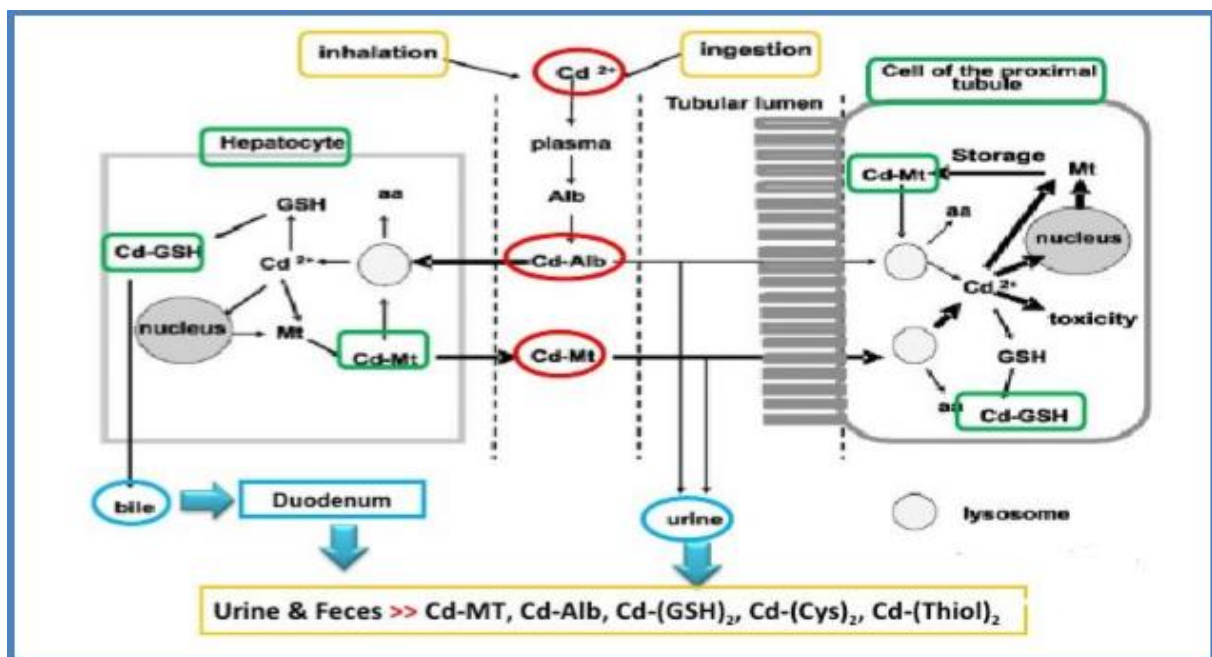 inhalation
Cd 2+
ingestion
Cell of the proximal
tubule
Tubular lumen
plasma
Hepatocyte
Storage
Cd-Mt
Mt
aa
GSH
Alb
aa
nucleus
Cd-GSH
Cd 2+
Cd-Alb
Cd 2+
toxicity
nucleus
Mt
Cd-Mt
Cd-Mt
GSH
aa
Cd-GSH
bile
Duodenum
urine
lysosome
Urine & Feces >> Cd-MT, Cd-Alb, Cd-(GSH)2, Cd-(Cys)2, Cd-(Thiol)2